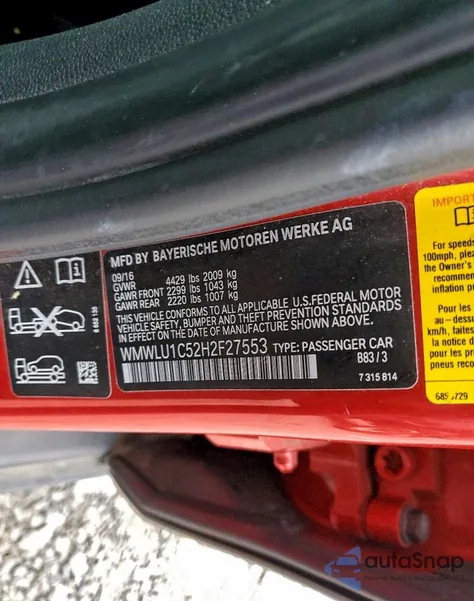 MFD BY BAYERISCHE MOTOREN WERKE AG
09/16
GVWR 4429 lbs 2009 kg
GAWR FRONT 2299 lbs 1043 kg
GAWR REAR 2220 lbs 1007 kg
THIS VEHICLE CONFORMS TO ALL APPLICABLE U.S.FEDERAL MOTOR
VEHICLE SAFETY, BUMPER AND THEFT PREVENTION STANDARDS
IN EFFECT ON THE DATE OF MANUFACTURE SHOWN ABOVE.
WMWLU1C52H2F27553 TYPE: PASSENGER CAR
B83/3
7 315 814
IMPORT
For speeds
100mph, plea
the Owner's
recommen
inflation p
Pour les
au-dessu
km/h, faites
la notice d
pour les pr
pneus reco
autoSnap